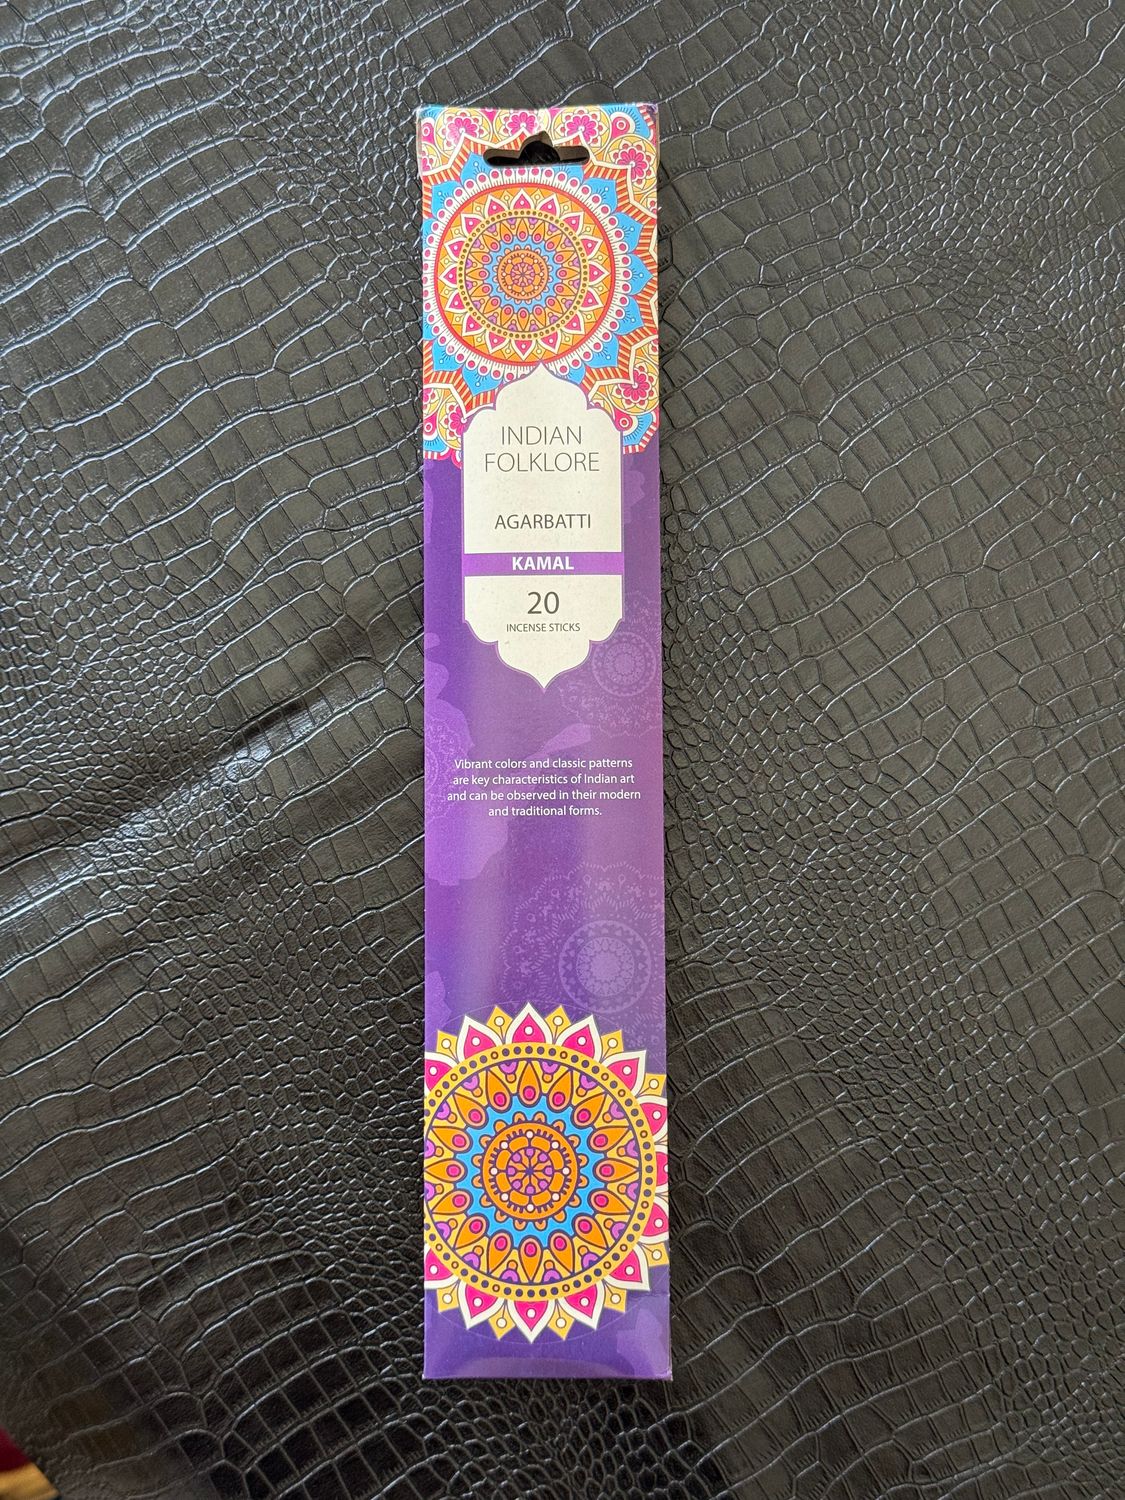 INDIAN
FOLKLORE
AGARBATTI
KAMAL
20
INCENSE STICKS
Vibrant colors and classic patterns
are key characteristics of Indian art
and can be observed in their modern
and traditional forms.